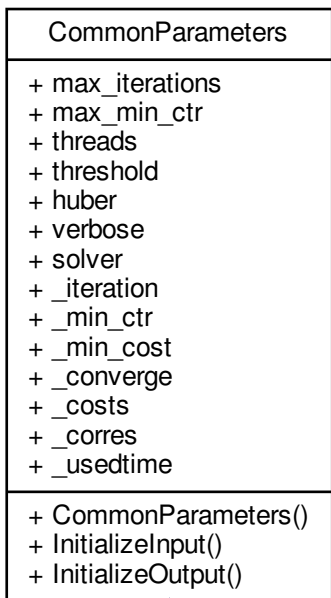 CommonParameters
+ max_iterations
+ max_min_ctr
+ threads
+ threshold
+ huber
+ verbose
+ solver
+ _iteration
+ _min_ctr
+ _min_cost
+ _converge
+ _costs
+ _corres
+ _usedtime
+ CommonParameters()
+ InitializeInput()
+ InitializeOutput()